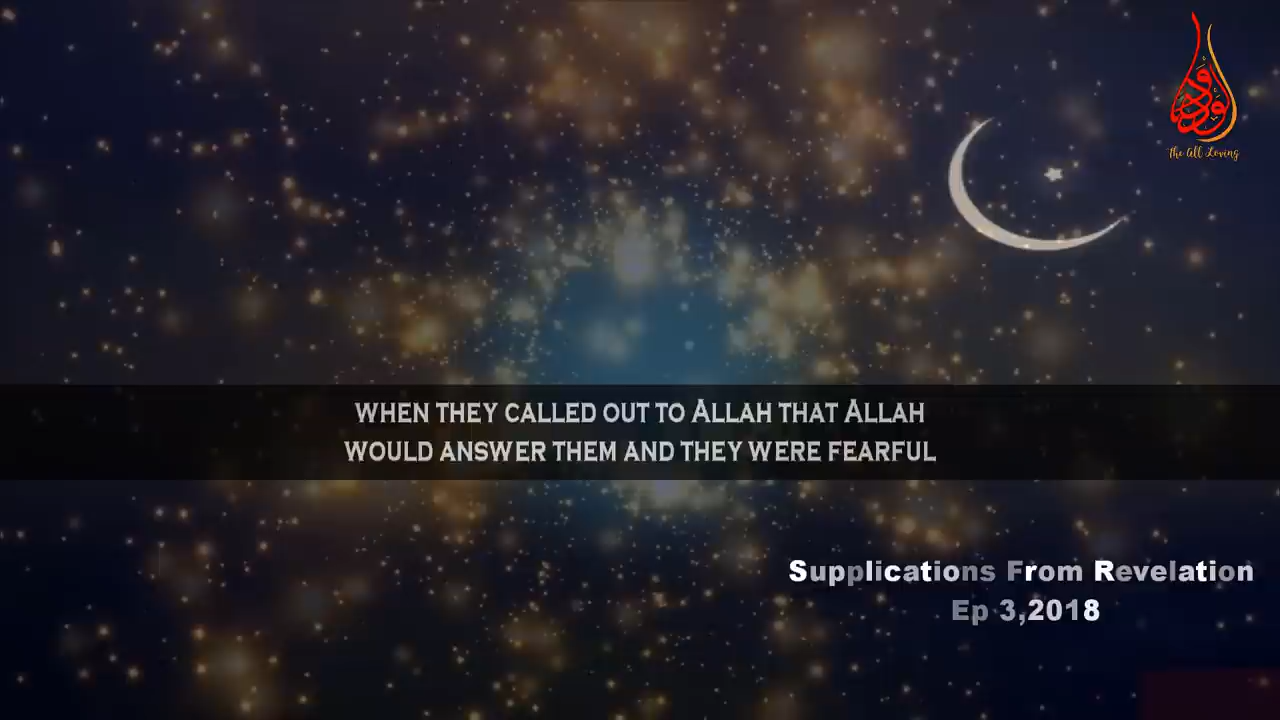 الودود
The All Loving
WHEN THEY CALLED OUT TO ALLAH THAT ALLAH
WOULD ANSWER THEM AND THEY WERE FEARFUL
Supplications From Revelation
Ep 3,2018